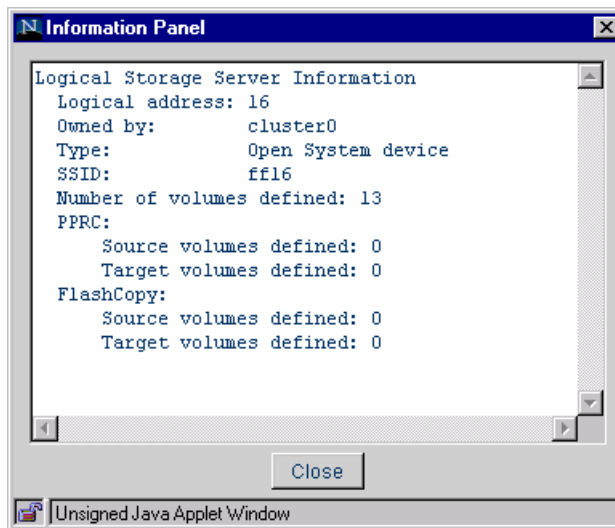 Information Panel
Logical Storage Server Information
Logical address: 16
Owned by: cluster0
Type: Open System device
SSID: ff16
Number of volumes defined: 13
PPRC:
Source volumes defined: 0
Target volumes defined: 0
FlashCopy:
Source volumes defined: 0
Target volumes defined: 0
Close
Unsigned Java Applet Window